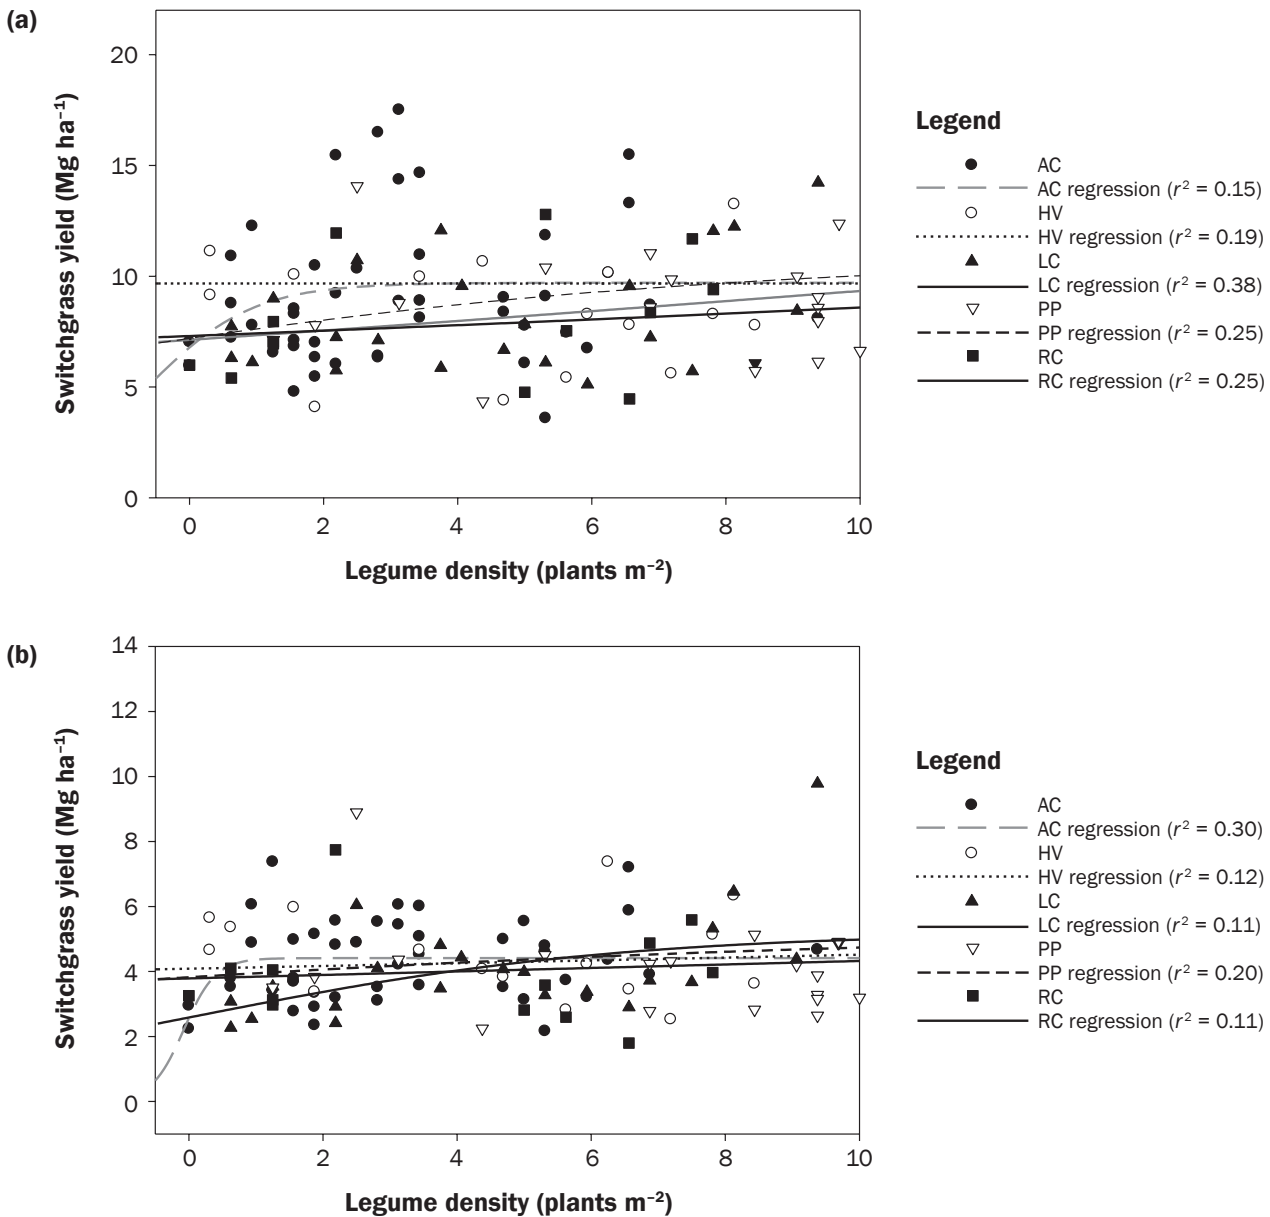 (a)
Switchgrass yield (Mg ha⁻¹)
20
15
10
5
0
0 2 4 6 8 10
Legume density (plants m⁻²)
Legend
AC
AC regression (r² = 0.15)
HV
HV regression (r² = 0.19)
LC
LC regression (r² = 0.38)
PP
PP regression (r² = 0.25)
RC
RC regression (r² = 0.25)
(b)
Switchgrass yield (Mg ha⁻¹)
14
12
10
8
6
4
2
0
0 2 4 6 8 10
Legume density (plants m⁻²)
Legend
AC
AC regression (r² = 0.30)
HV
HV regression (r² = 0.12)
LC
LC regression (r² = 0.11)
PP
PP regression (r² = 0.20)
RC
RC regression (r² = 0.11)